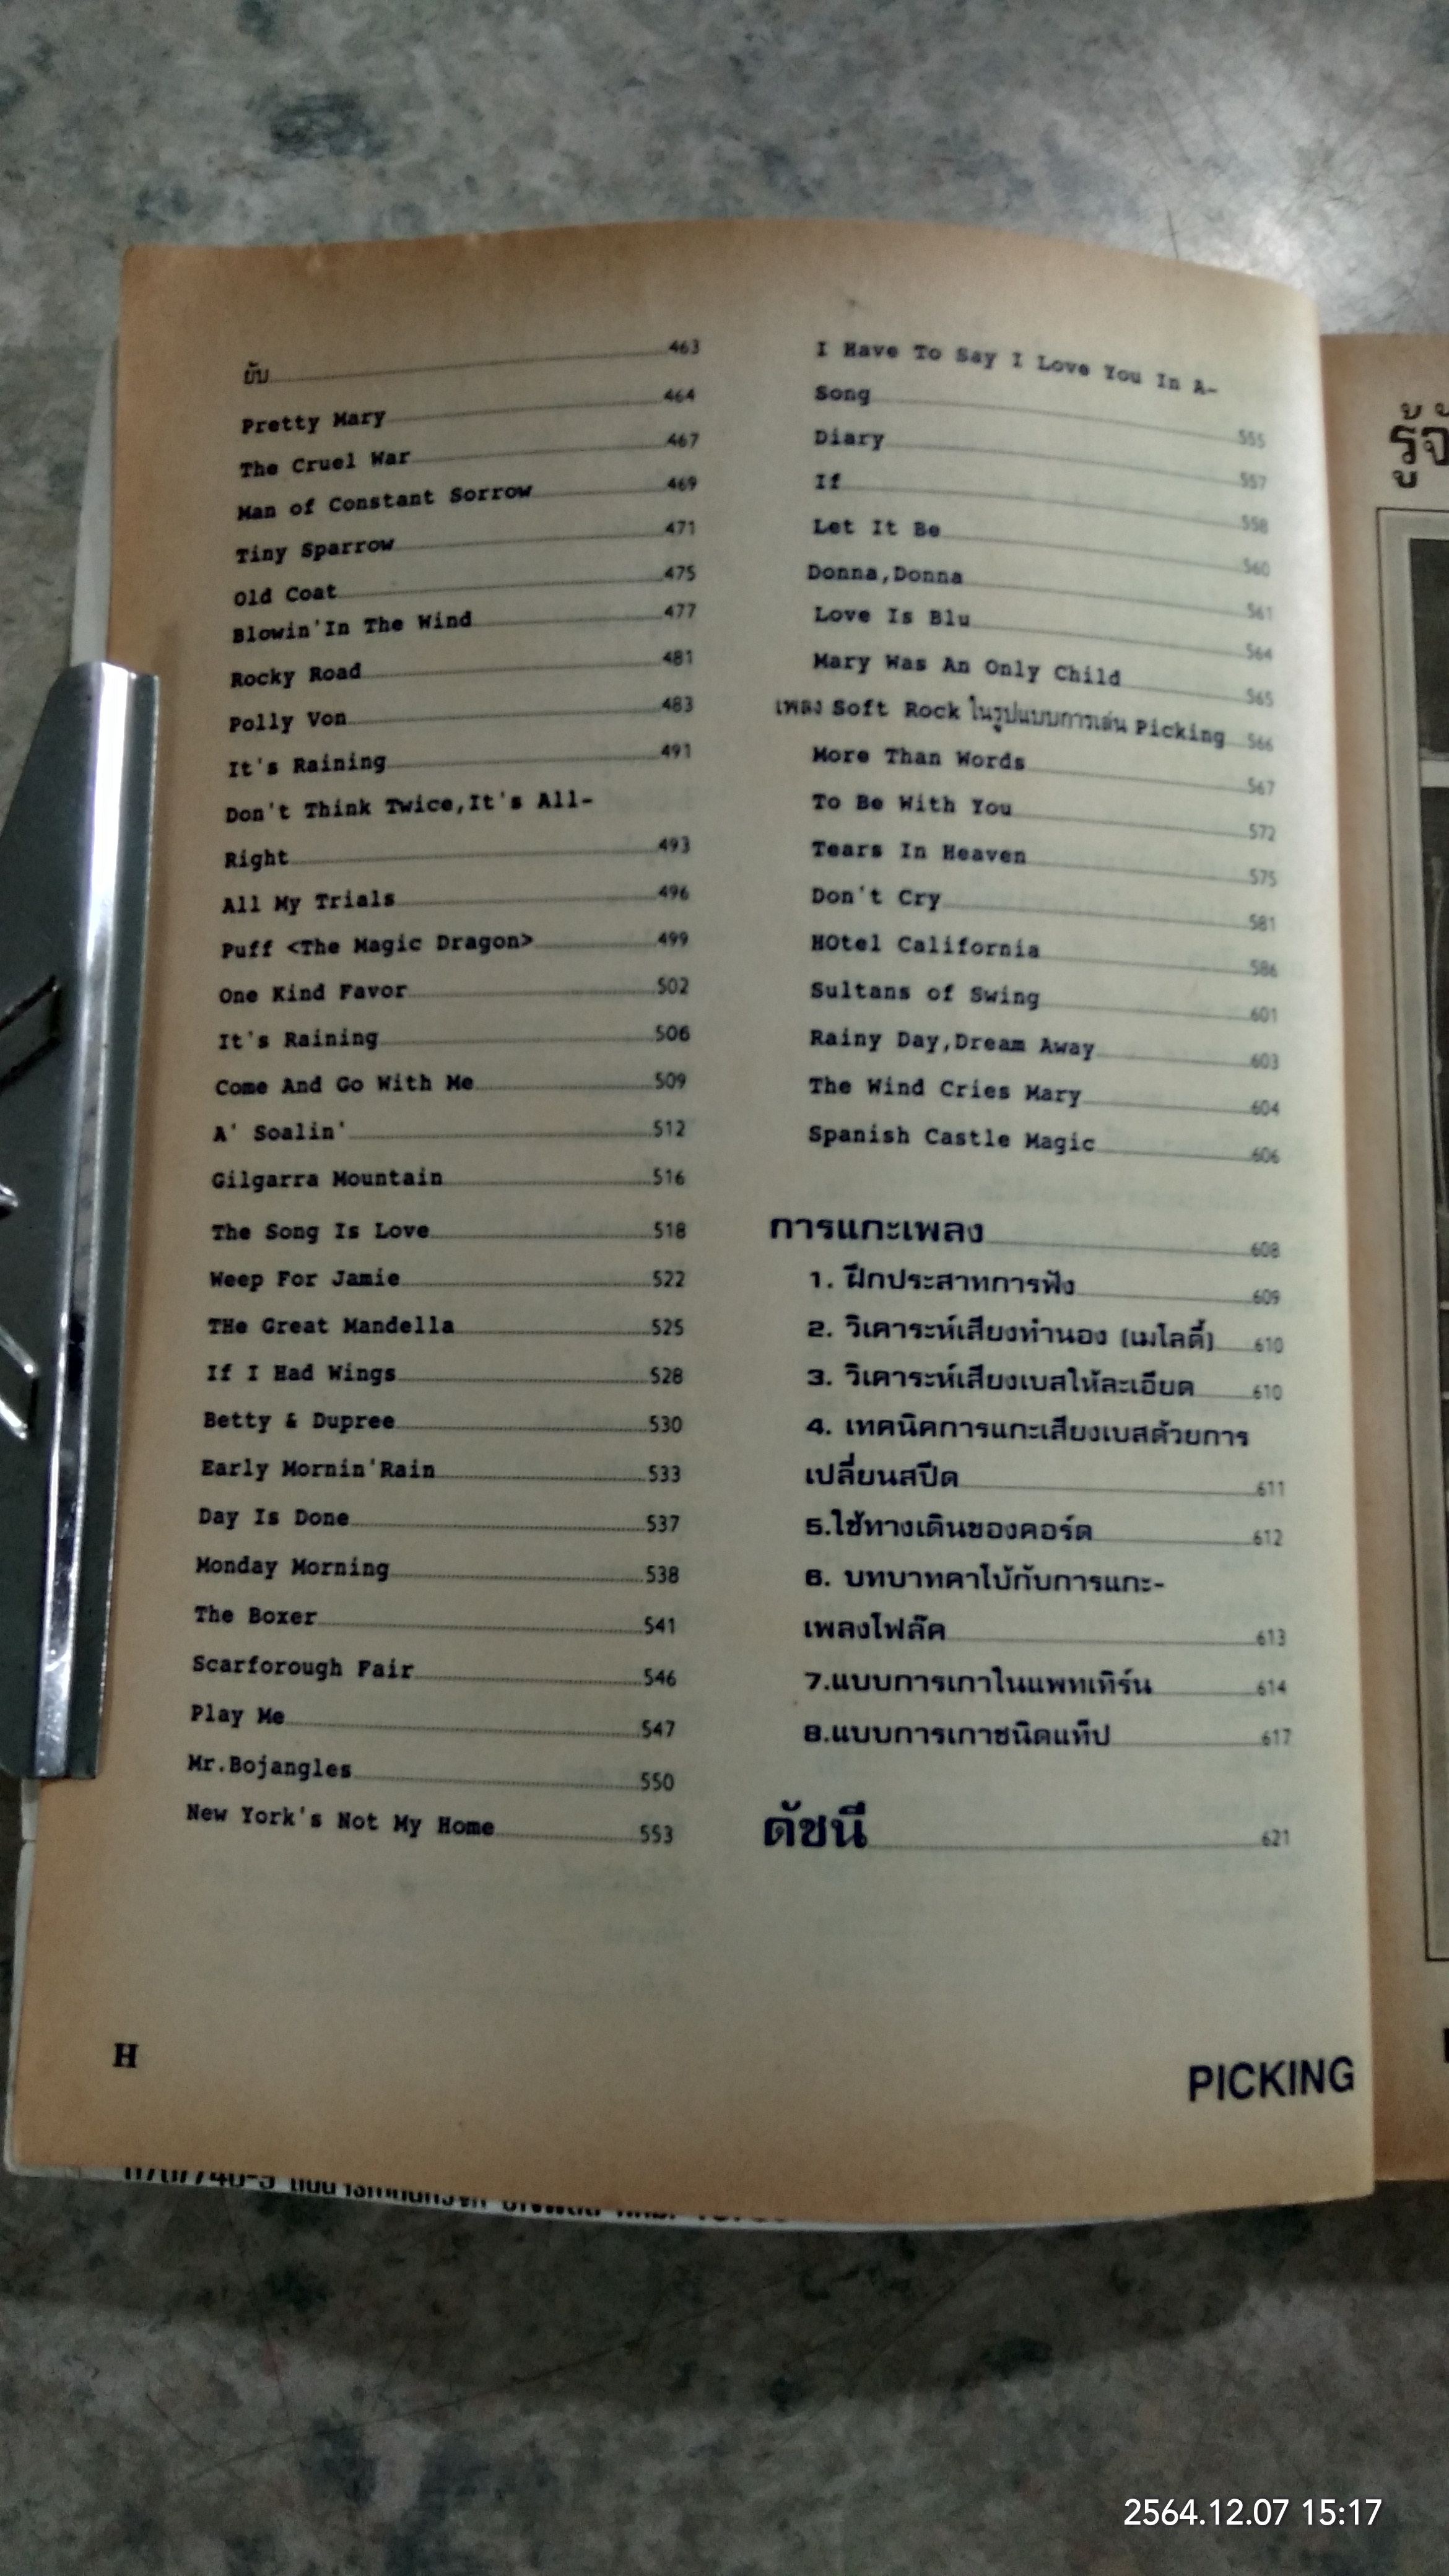 ยับ 463
Pretty Mary 464
The Cruel War 467
Man of Constant Sorrow 469
Tiny Sparrow 471
Old Coat 475
Blowin'In The Wind 477
Rocky Road 481
Polly Von 483
It's Raining 491
Don't Think Twice,It's All-
Right 493
All My Trials 496
Puff <The Magic Dragon> 499
One Kind Favor 502
It's Raining 506
Come And Go With Me 509
A' Soalin' 512
Gilgarra Mountain 516
The Song Is Love 518
Weep For Jamie 522
THe Great Mandella 525
If I Had Wings 528
Betty & Dupree 530
Early Mornin'Rain 533
Day Is Done 537
Monday Morning 538
The Boxer 541
Scarforough Fair 546
Play Me 547
Mr.Bojangles 550
New York's Not My Home 553
I Have To Say I Love You In A-
Song 555
Diary 557
If 558
Let It Be 560
Donna,Donna 561
Love Is Blu 564
Mary Was An Only Child 565
เพลง Soft Rock ในรูปแบบการเล่น Picking 566
More Than Words 567
To Be With You 572
Tears In Heaven 575
Don't Cry 581
HOtel California 586
Sultans of Swing 601
Rainy Day,Dream Away 603
The Wind Cries Mary 604
Spanish Castle Magic 606
การแกะเพลง 608
1. ฝึกประสาทการฟัง 609
2. วิเคาระห์เสียงทำนอง (เมโลดี้) 610
3. วิเคาระห์เสียงเบสให้ละเอียด 610
4. เทคนิคการแกะเสียงเบสด้วยการ
เปลี่ยนสปีด 611
5.ใช้ทางเดินของคอร์ด 612
6. บทบาทคาโป้กับการแกะ-
เพลงโฟล๊ค 613
7.แบบการเกาในแพทเทิร์น 614
8.แบบการเกาชนิดแท็ป 617
ดัชนี 621
H
PICKING
2564.12.07 15:17